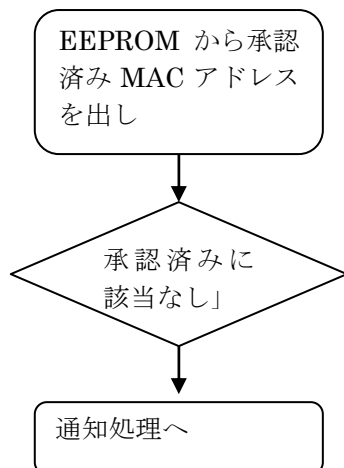 EEPROM から承認
済み MAC アドレス
を出し
承認済みに
該当なし」
通知処理へ